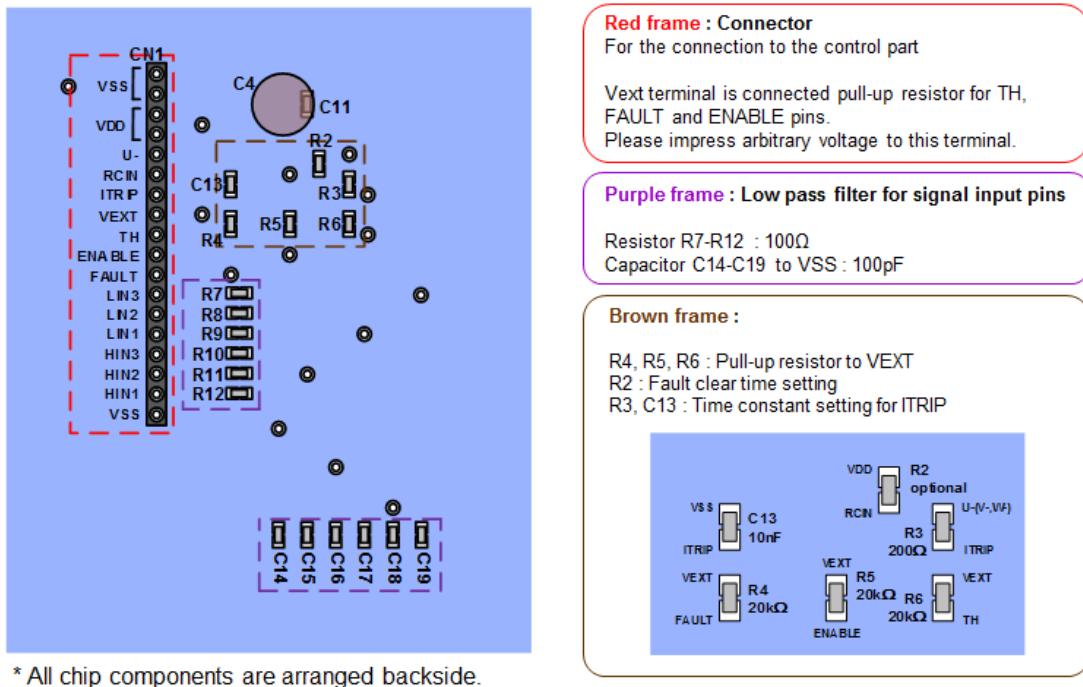 CN1
VSS
VDD
U-
RCIN
ITRIP
VEXT
TH
ENABLE
FAULT
LIN3
LIN2
LIN1
HIN3
HIN2
HIN1
VSS
C4
C11
R2
C13
R3
R4
R5
R6
R7
R8
R9
R10
R11
R12
C14
C15
C16
C17
C18
C19
* All chip components are arranged backside.
Red frame : Connector
For the connection to the control part
Vext terminal is connected pull-up resistor for TH,
FAULT and ENABLE pins.
Please impress arbitrary voltage to this terminal.
Purple frame : Low pass filter for signal input pins
Resistor R7-R12 : 100Ω
Capacitor C14-C19 to VSS : 100pF
Brown frame :
R4, R5, R6 : Pull-up resistor to VEXT
R2 : Fault clear time setting
R3, C13 : Time constant setting for ITRIP
VDD
R2
optional
RCIN
VSS
C13
10nF
ITRIP
U-(V-,W-)
R3
200Ω
ITRIP
VEXT
R4
20kΩ
FAULT
VEXT
R5
20kΩ
ENABLE
VEXT
R6
20kΩ
TH